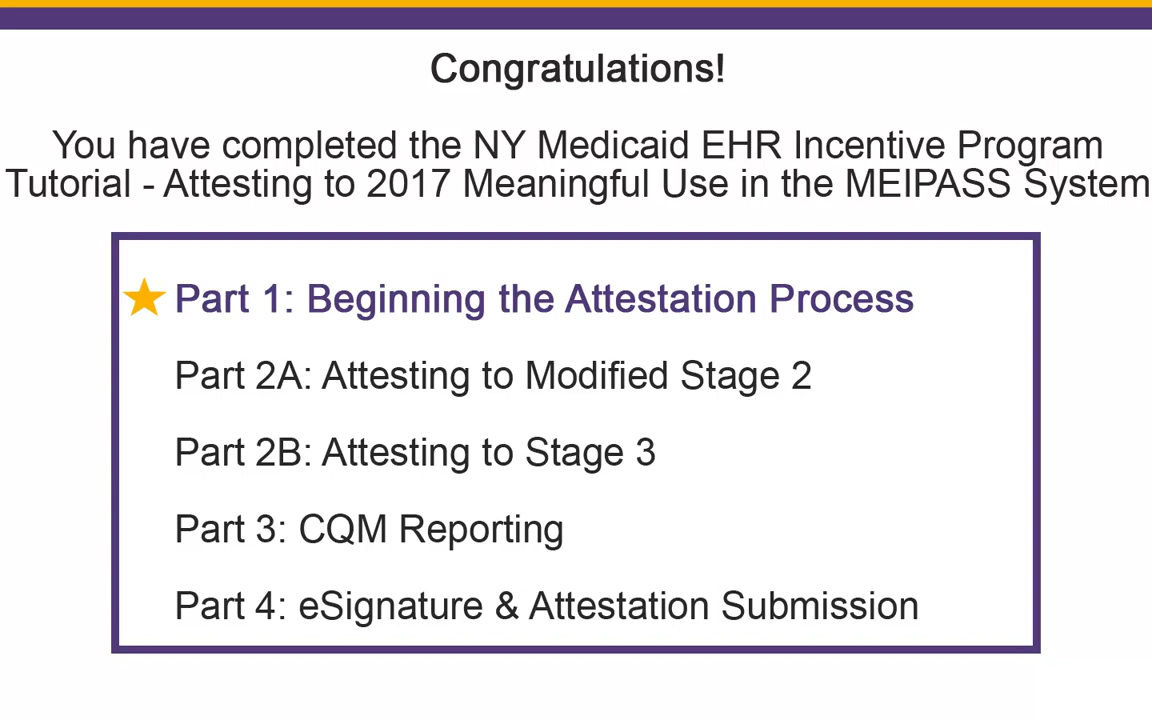 Congratulations!
You have completed the NY Medicaid EHR Incentive Program
Tutorial - Attesting to 2017 Meaningful Use in the MEIPASS System
Part 1: Beginning the Attestation Process
Part 2A: Attesting to Modified Stage 2
Part 2B: Attesting to Stage 3
Part 3: CQM Reporting
Part 4: eSignature & Attestation Submission